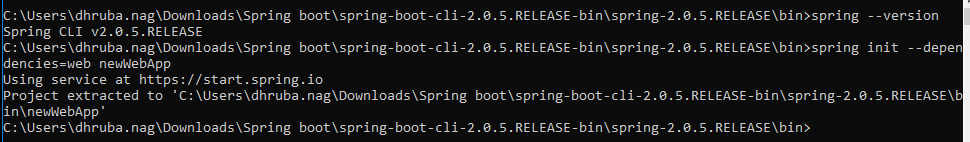 C:\Users\dhruba.nag\Downloads\Spring boot\spring-boot-cli-2.0.5.RELEASE-bin\spring-2.0.5.RELEASE\bin>spring --version
Spring CLI v2.0.5.RELEASE
C:\Users\dhruba.nag\Downloads\Spring boot\spring-boot-cli-2.0.5.RELEASE-bin\spring-2.0.5.RELEASE\bin>spring init --depen
dencies=web newWebApp
Using service at https://start.spring.io
Project extracted to 'C:\Users\dhruba.nag\Downloads\Spring boot\spring-boot-cli-2.0.5.RELEASE-bin\spring-2.0.5.RELEASE\b
in\newWebApp'
C:\Users\dhruba.nag\Downloads\Spring boot\spring-boot-cli-2.0.5.RELEASE-bin\spring-2.0.5.RELEASE\bin>